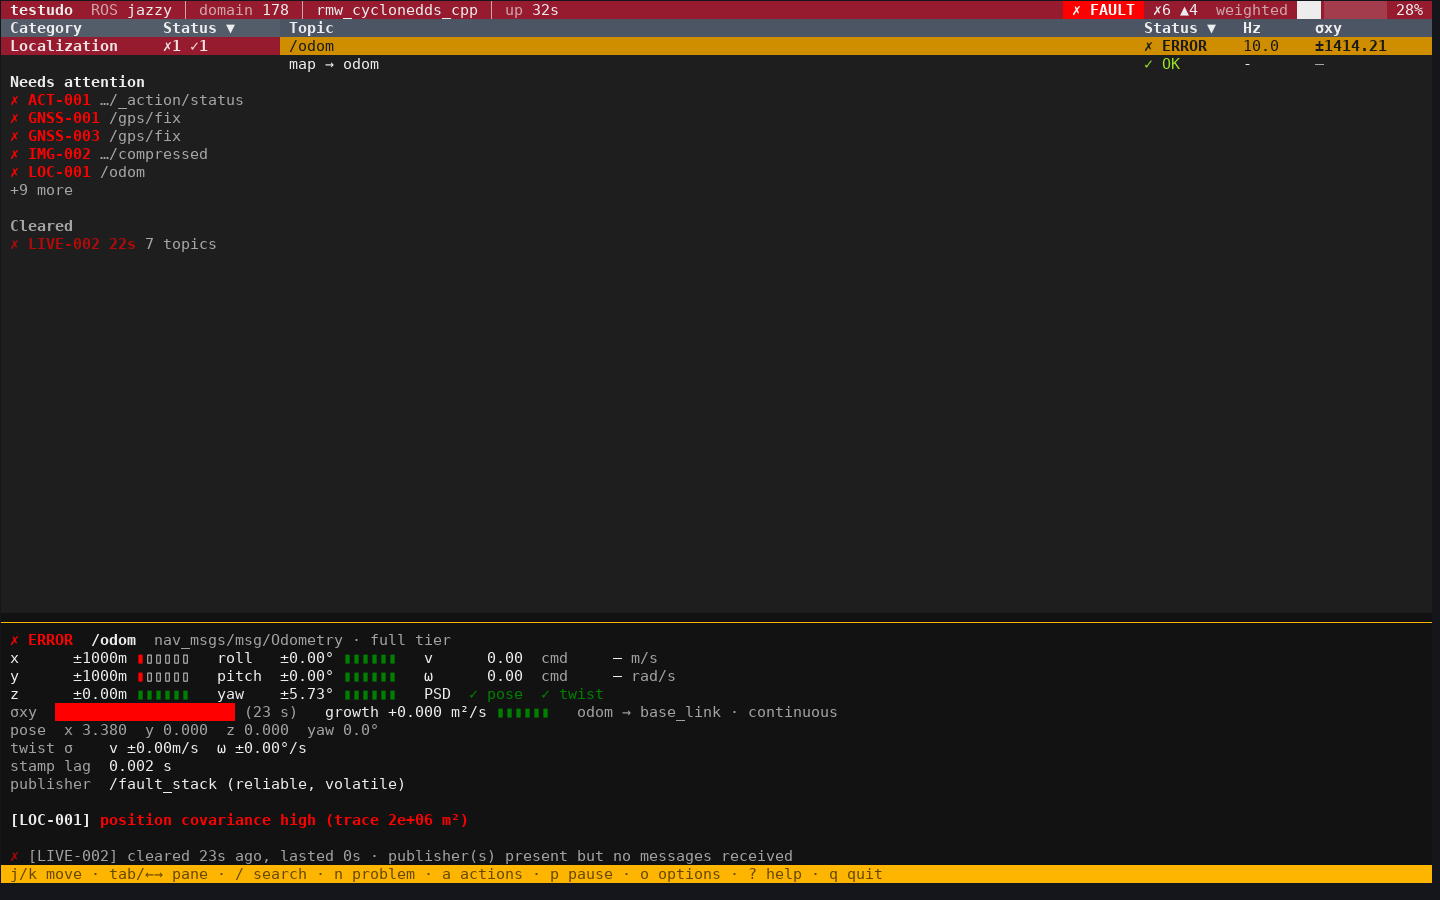 testudo ROS jazzy │ domain 178 │ rmw_cyclonedds_cpp │ up 32s ✗ FAULT ✗6 ▲4 weighted 28%
Category Status ▼ Topic Status ▼ Hz σxy
Localization ✗1 ✓1 /odom ✗ ERROR 10.0 ±1414.21
map → odom ✓ OK - —
Needs attention
✗ ACT-001 …/_action/status
✗ GNSS-001 /gps/fix
✗ GNSS-003 /gps/fix
✗ IMG-002 …/compressed
✗ LOC-001 /odom
+9 more
Cleared
✗ LIVE-002 22s 7 topics
✗ ERROR /odom nav_msgs/msg/Odometry · full tier
x ±1000m ▮▯▯▯▯▯ roll ±0.00° ▮▮▮▮▮▮ v 0.00 cmd — m/s
y ±1000m ▮▯▯▯▯▯ pitch ±0.00° ▮▮▮▮▮▮ ω 0.00 cmd — rad/s
z ±0.00m ▮▮▮▮▮▮ yaw ±5.73° ▮▮▮▮▮▮ PSD ✓ pose ✓ twist
σxy (23 s) growth +0.000 m²/s ▮▮▮▮▮▮ odom → base_link · continuous
pose x 3.380 y 0.000 z 0.000 yaw 0.0°
twist σ v ±0.00m/s ω ±0.00°/s
stamp lag 0.002 s
publisher /fault_stack (reliable, volatile)
[LOC-001] position covariance high (trace 2e+06 m²)
✗ [LIVE-002] cleared 23s ago, lasted 0s · publisher(s) present but no messages received
j/k move · tab/←→ pane · / search · n problem · a actions · p pause · o options · ? help · q quit